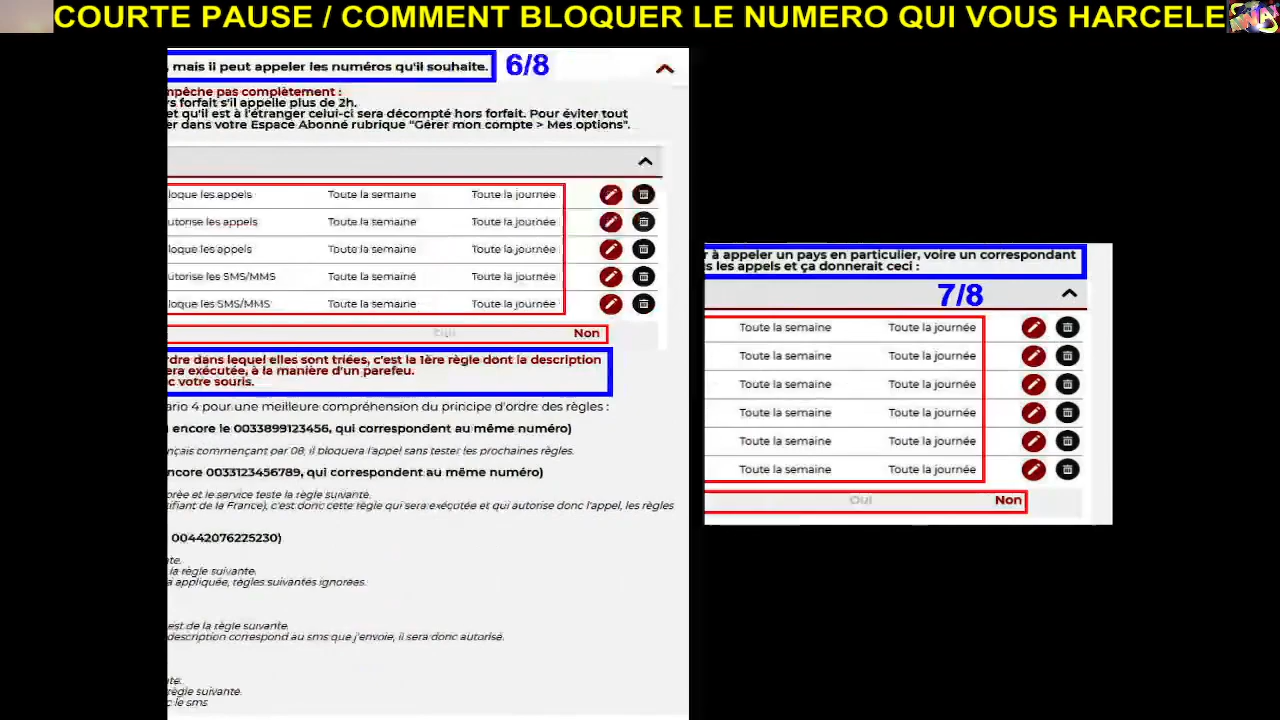 COURTE PAUSE / COMMENT BLOQUER LE NUMERO QUI VOUS HARCELE
, mais il peut appeler les numéros qu'il souhaite. 6/8
mpêche pas complètement :
rs forfait s'il appelle plus de 2h.
et qu'il est à l'étranger celui-ci sera décompté hors forfait. Pour éviter tout
er dans votre Espace Abonné rubrique "Gérer mon compte > Mes options".
loque les appels Toute la semaine Toute la journée
utorise les appels Toute la semaine Toute la journée
loque les appels Toute la semaine Toute la journée
utorise les SMS/MMS Toute la semaine Toute la journée
loque les SMS/MMS Toute la semaine Toute la journée
Oui Non
rdre dans lequel elles sont triées, c'est la 1ère règle dont la description
era exécutée, à la manière d'un parefeu.
c votre souris.
ario 4 pour une meilleure compréhension du principe d'ordre des règles :
encore le 0033899123456, qui correspondent au même numéro)
nçais commençant par 08, il bloquera l'appel sans tester les prochaines règles.
ncore 0033123456789, qui correspondent au même numéro)
orée et le service teste la règle suivante.
tifiant de la France), c'est donc cette règle qui sera exécutée et qui autorise donc l'appel, les règles
00442076225230)
te.
la règle suivante.
a appliquée, règles suivantes ignorées.
est de la règle suivante.
description correspond au sms que j'envoie, il sera donc autorisé.
te.
règle suivante.
c le sms
r à appeler un pays en particulier, voire un correspondant
s les appels et ça donnerait ceci :
7/8
Toute la semaine Toute la journée
Toute la semaine Toute la journée
Toute la semaine Toute la journée
Toute la semaine Toute la journée
Toute la semaine Toute la journée
Toute la semaine Toute la journée
Oui Non